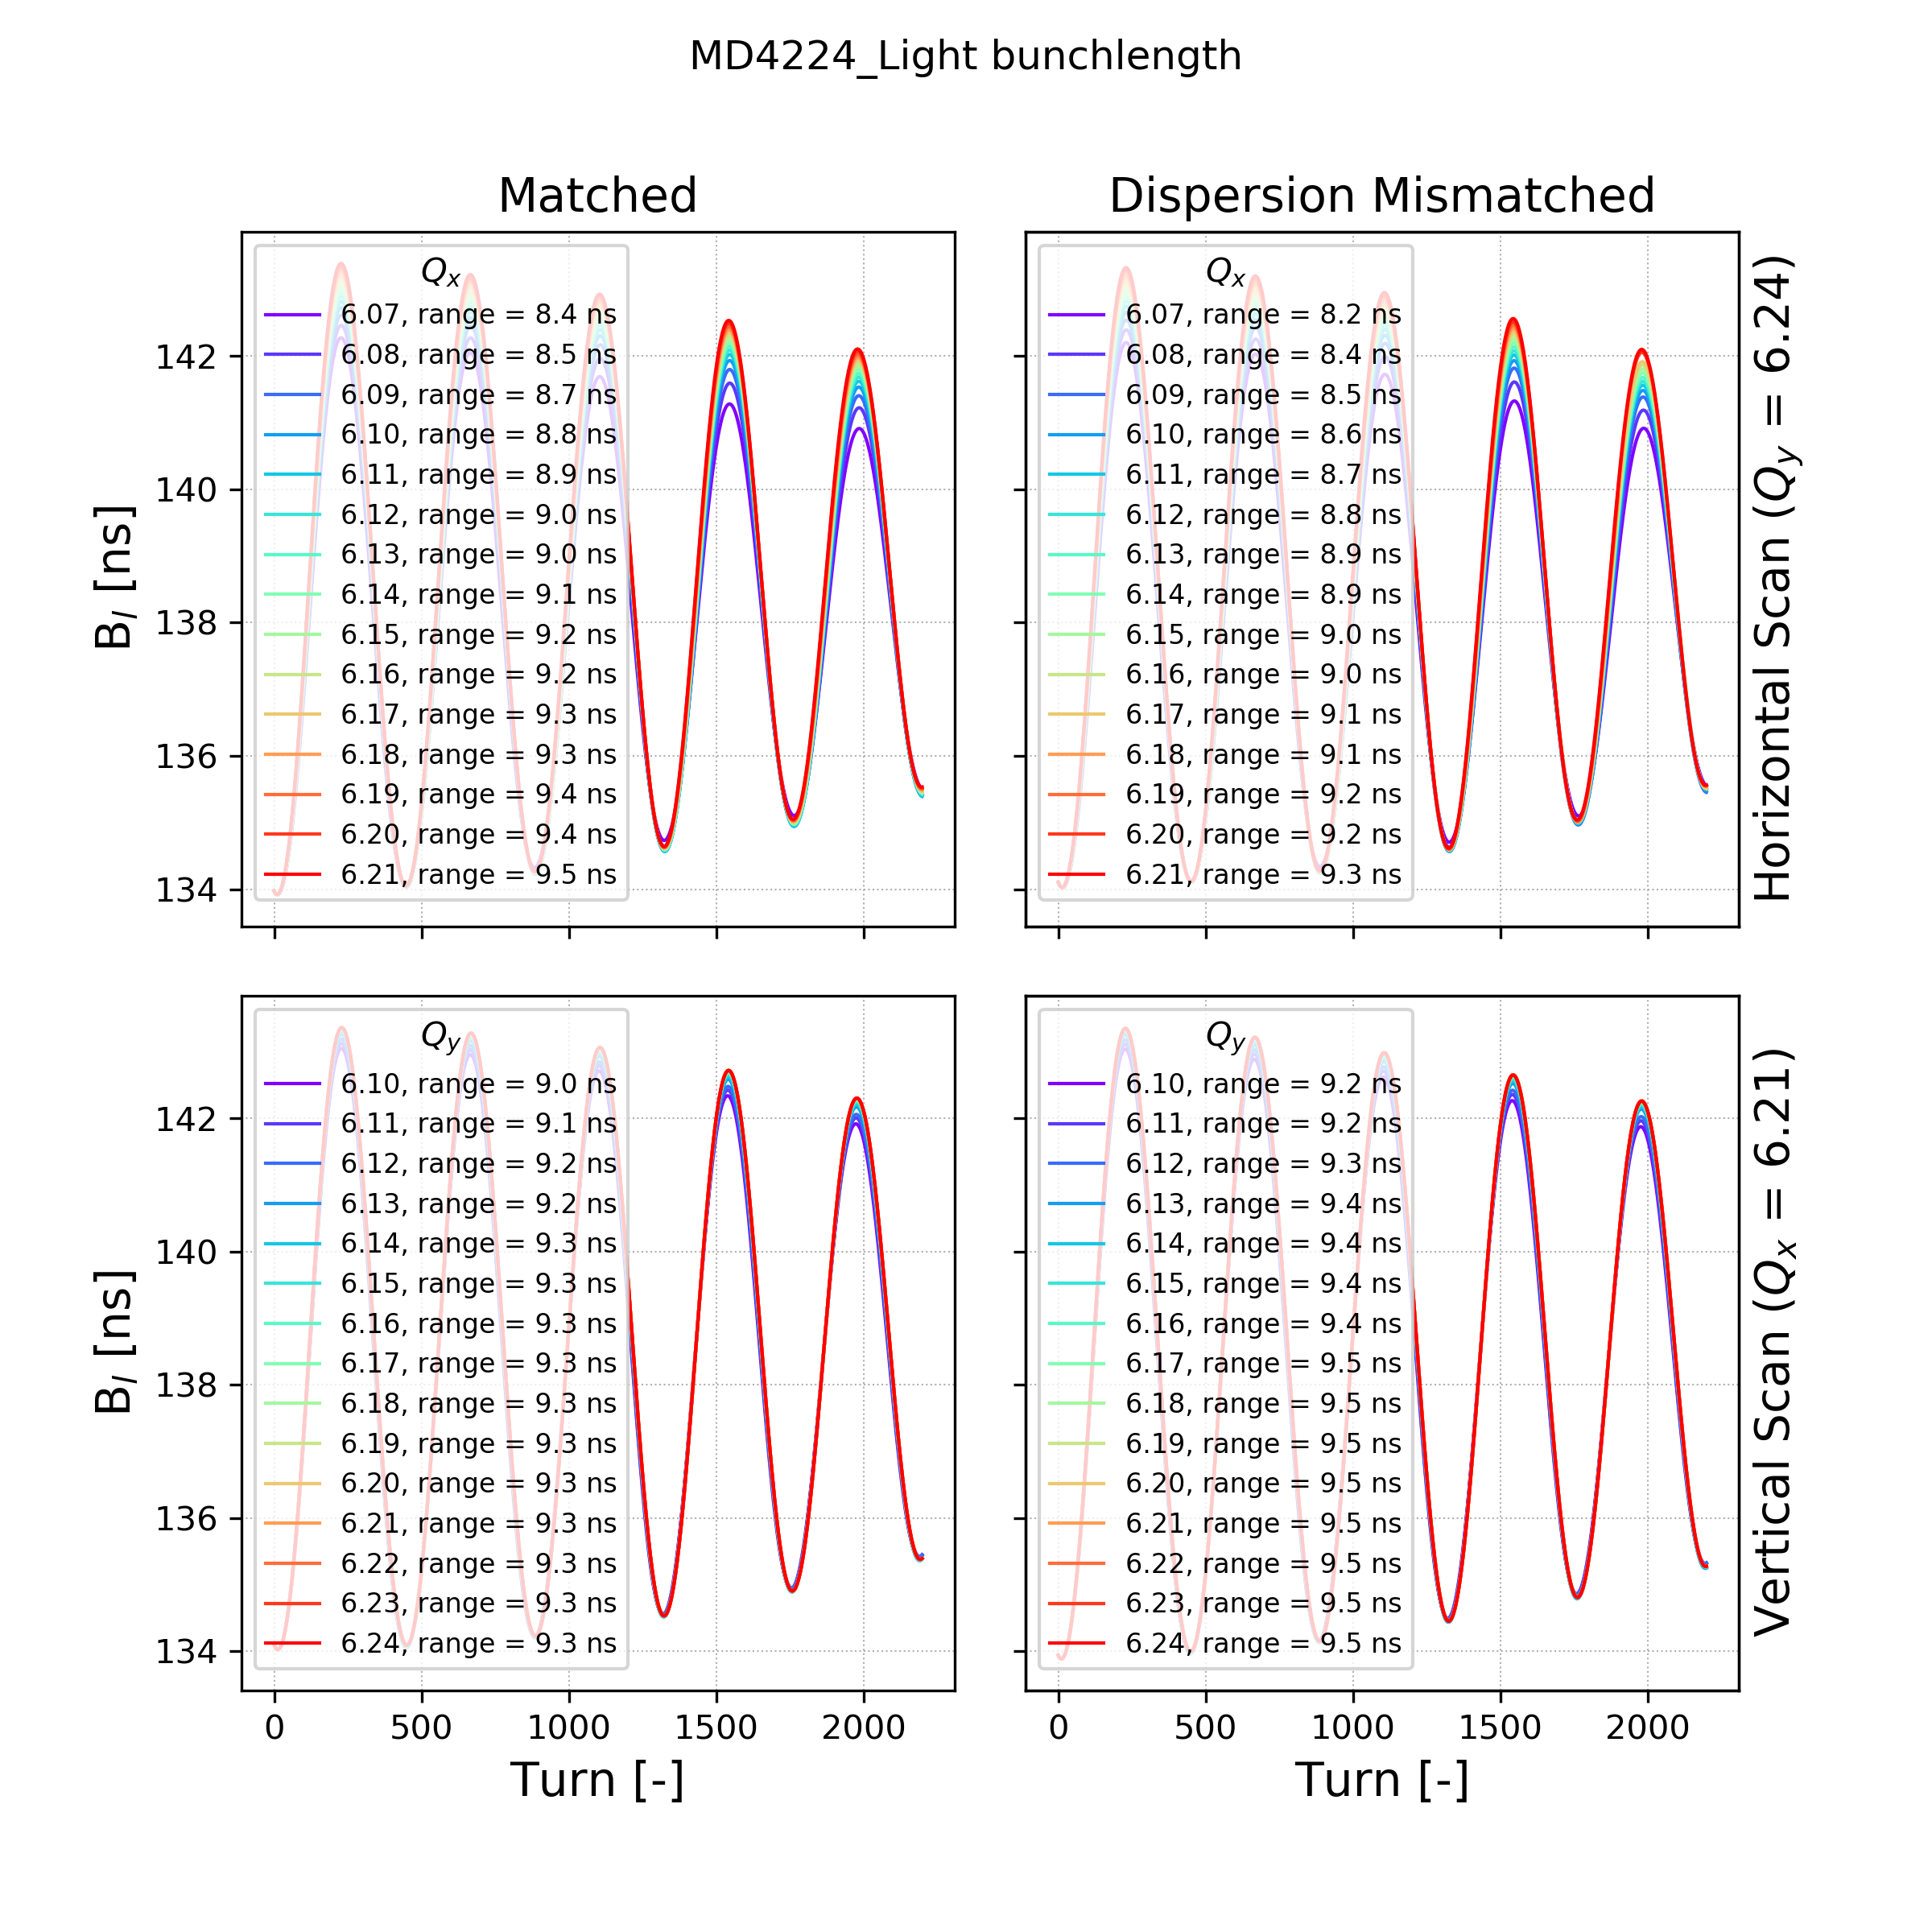 MD4224_Light bunchlength
Matched
Dispersion Mismatched
B_l [ns]
142
140
138
136
134
Q_x
6.07, range = 8.4 ns
6.08, range = 8.5 ns
6.09, range = 8.7 ns
6.10, range = 8.8 ns
6.11, range = 8.9 ns
6.12, range = 9.0 ns
6.13, range = 9.0 ns
6.14, range = 9.1 ns
6.15, range = 9.2 ns
6.16, range = 9.2 ns
6.17, range = 9.3 ns
6.18, range = 9.3 ns
6.19, range = 9.4 ns
6.20, range = 9.4 ns
6.21, range = 9.5 ns
Q_x
6.07, range = 8.2 ns
6.08, range = 8.4 ns
6.09, range = 8.5 ns
6.10, range = 8.6 ns
6.11, range = 8.7 ns
6.12, range = 8.8 ns
6.13, range = 8.9 ns
6.14, range = 8.9 ns
6.15, range = 9.0 ns
6.16, range = 9.0 ns
6.17, range = 9.1 ns
6.18, range = 9.1 ns
6.19, range = 9.2 ns
6.20, range = 9.2 ns
6.21, range = 9.3 ns
Horizontal Scan (Q_y = 6.24)
B_l [ns]
142
140
138
136
134
Q_y
6.10, range = 9.0 ns
6.11, range = 9.1 ns
6.12, range = 9.2 ns
6.13, range = 9.2 ns
6.14, range = 9.3 ns
6.15, range = 9.3 ns
6.16, range = 9.3 ns
6.17, range = 9.3 ns
6.18, range = 9.3 ns
6.19, range = 9.3 ns
6.20, range = 9.3 ns
6.21, range = 9.3 ns
6.22, range = 9.3 ns
6.23, range = 9.3 ns
6.24, range = 9.3 ns
Q_y
6.10, range = 9.2 ns
6.11, range = 9.2 ns
6.12, range = 9.3 ns
6.13, range = 9.4 ns
6.14, range = 9.4 ns
6.15, range = 9.4 ns
6.16, range = 9.4 ns
6.17, range = 9.5 ns
6.18, range = 9.5 ns
6.19, range = 9.5 ns
6.20, range = 9.5 ns
6.21, range = 9.5 ns
6.22, range = 9.5 ns
6.23, range = 9.5 ns
6.24, range = 9.5 ns
Vertical Scan (Q_x = 6.21)
0 500 1000 1500 2000
0 500 1000 1500 2000
Turn [-]
Turn [-]